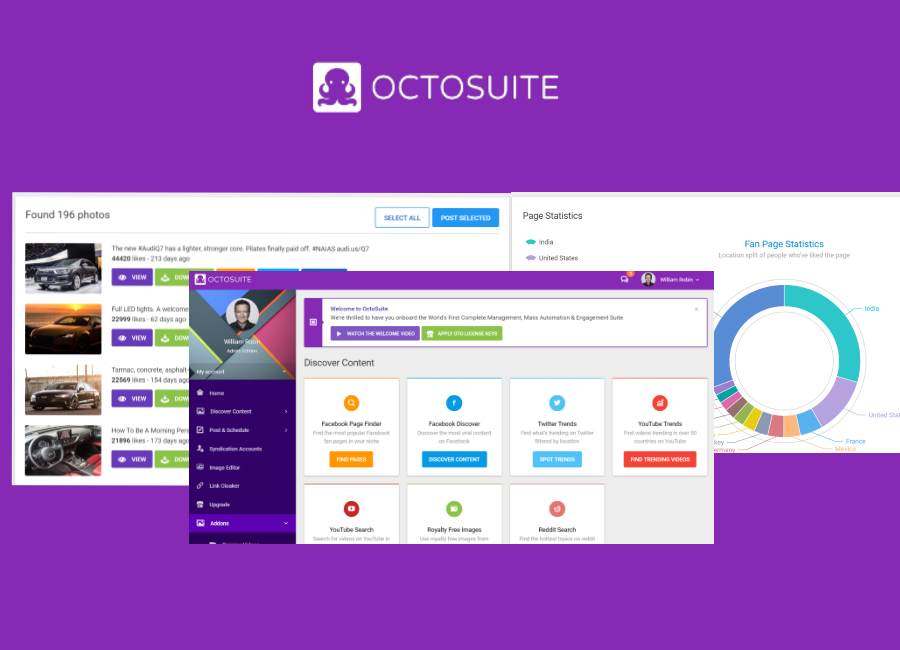 OCTOSUITE
Found 196 photos
SELECT ALL
POST SELECTED
The new #AudiQ7 has a lighter, stronger core. Pilates finally paid off. #NAIAS audi.us/Q7
44420 likes - 213 days ago
VIEW
DOW
Full LED lights. A welcome
22999 likes - 62 days ago
VIEW
DOW
Tarmac, concrete, asphalt-
22569 likes - 154 days ag
VIEW
DOW
How To Be A Morning Pers
21896 likes - 173 days ag
VIEW
DOW
Page Statistics
India
United States
Fan Page Statistics
Location split of people who've liked the page
India
United Stat
France
Mexico
ermany
key
OCTOSUITE
William Robin
William Robin
My account
Home
Discover Content
Post & Schedule
Syndication Accounts
Image Editor
Link Cloaker
Upgrade
Addons
Welcome to OctoSuite
We're thrilled to have you onboard the World's First Complete Management, Mass Automation & Engagement Suite
WATCH THE WELCOME VIDEO
APPLY OTO LICENSE KEYS
Discover Content
Facebook Page Finder
Find the most popular Facebook
fan pages in your niche
FIND PAGES
Facebook Discover
Discover the most viral content
on Facebook
DISCOVER CONTENT
Twitter Trends
Find what's trending on Twitter
filtered by location
SPOT TRENDS
YouTube Trends
Find videos trending in over 50
countries on YouTube
FIND TRENDING VIDEOS
YouTube Search
Search for videos on YouTube in
Royalty Free Images
Use royalty free images from
Reddit Search
Find the hottest topics on reddit